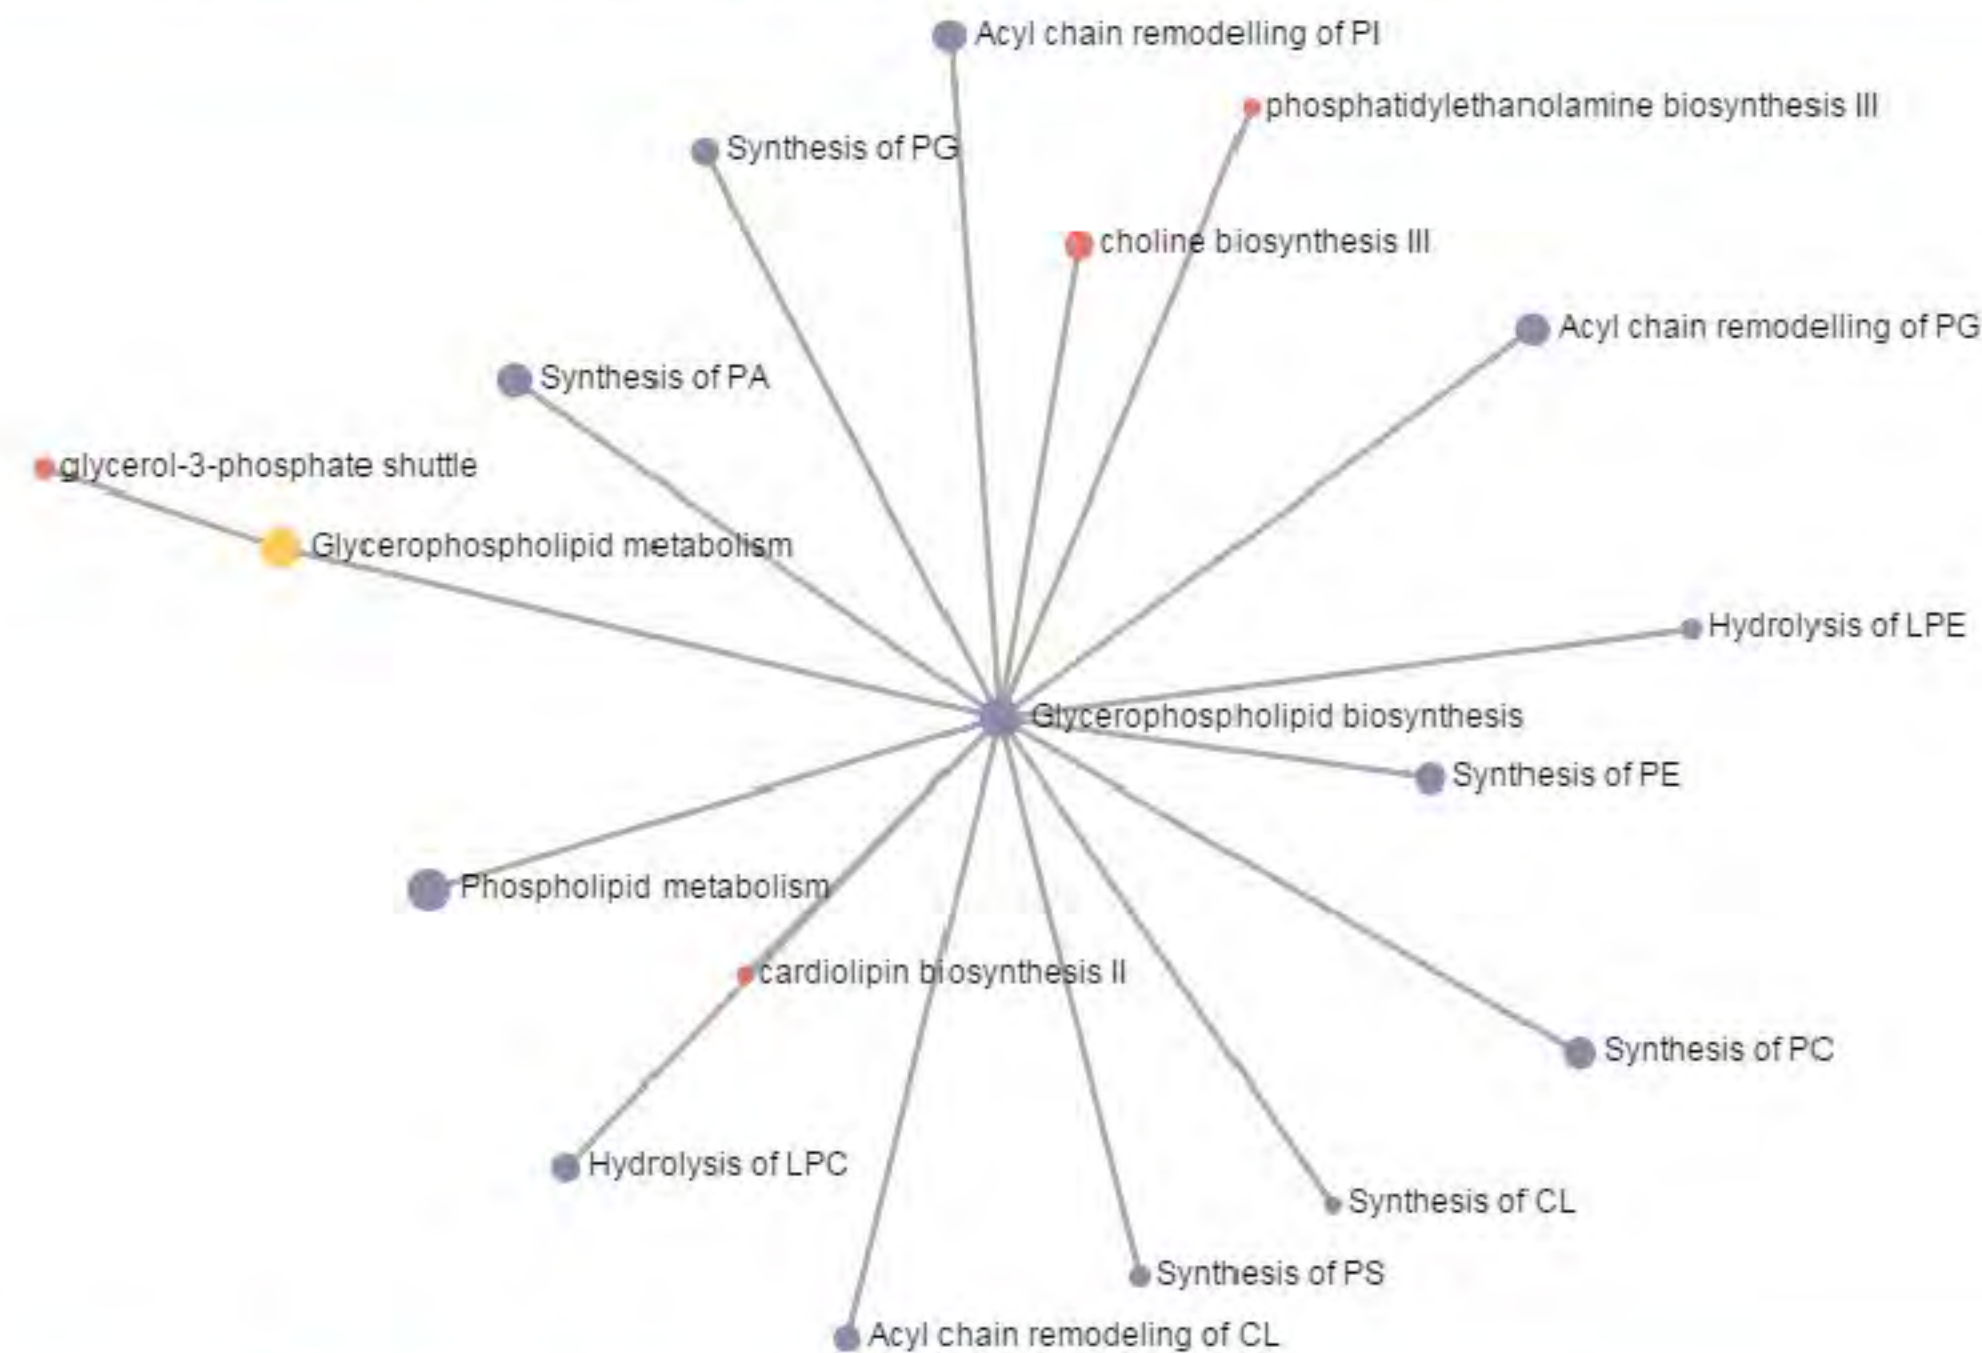 Acyl chain remodelling of PI
phosphatidylethanolamine biosynthesis III
Synthesis of PG
choline biosynthesis III
Acyl chain remodelling of PG
Synthesis of PA
glycerol-3-phosphate shuttle
Glycerophospholipid metabolism
Hydrolysis of LPE
Glycerophospholipid biosynthesis
Synthesis of PE
Phospholipid metabolism
cardiolipin biosynthesis II
Synthesis of PC
Hydrolysis of LPC
Synthesis of CL
Synthesis of PS
Acyl chain remodeling of CL